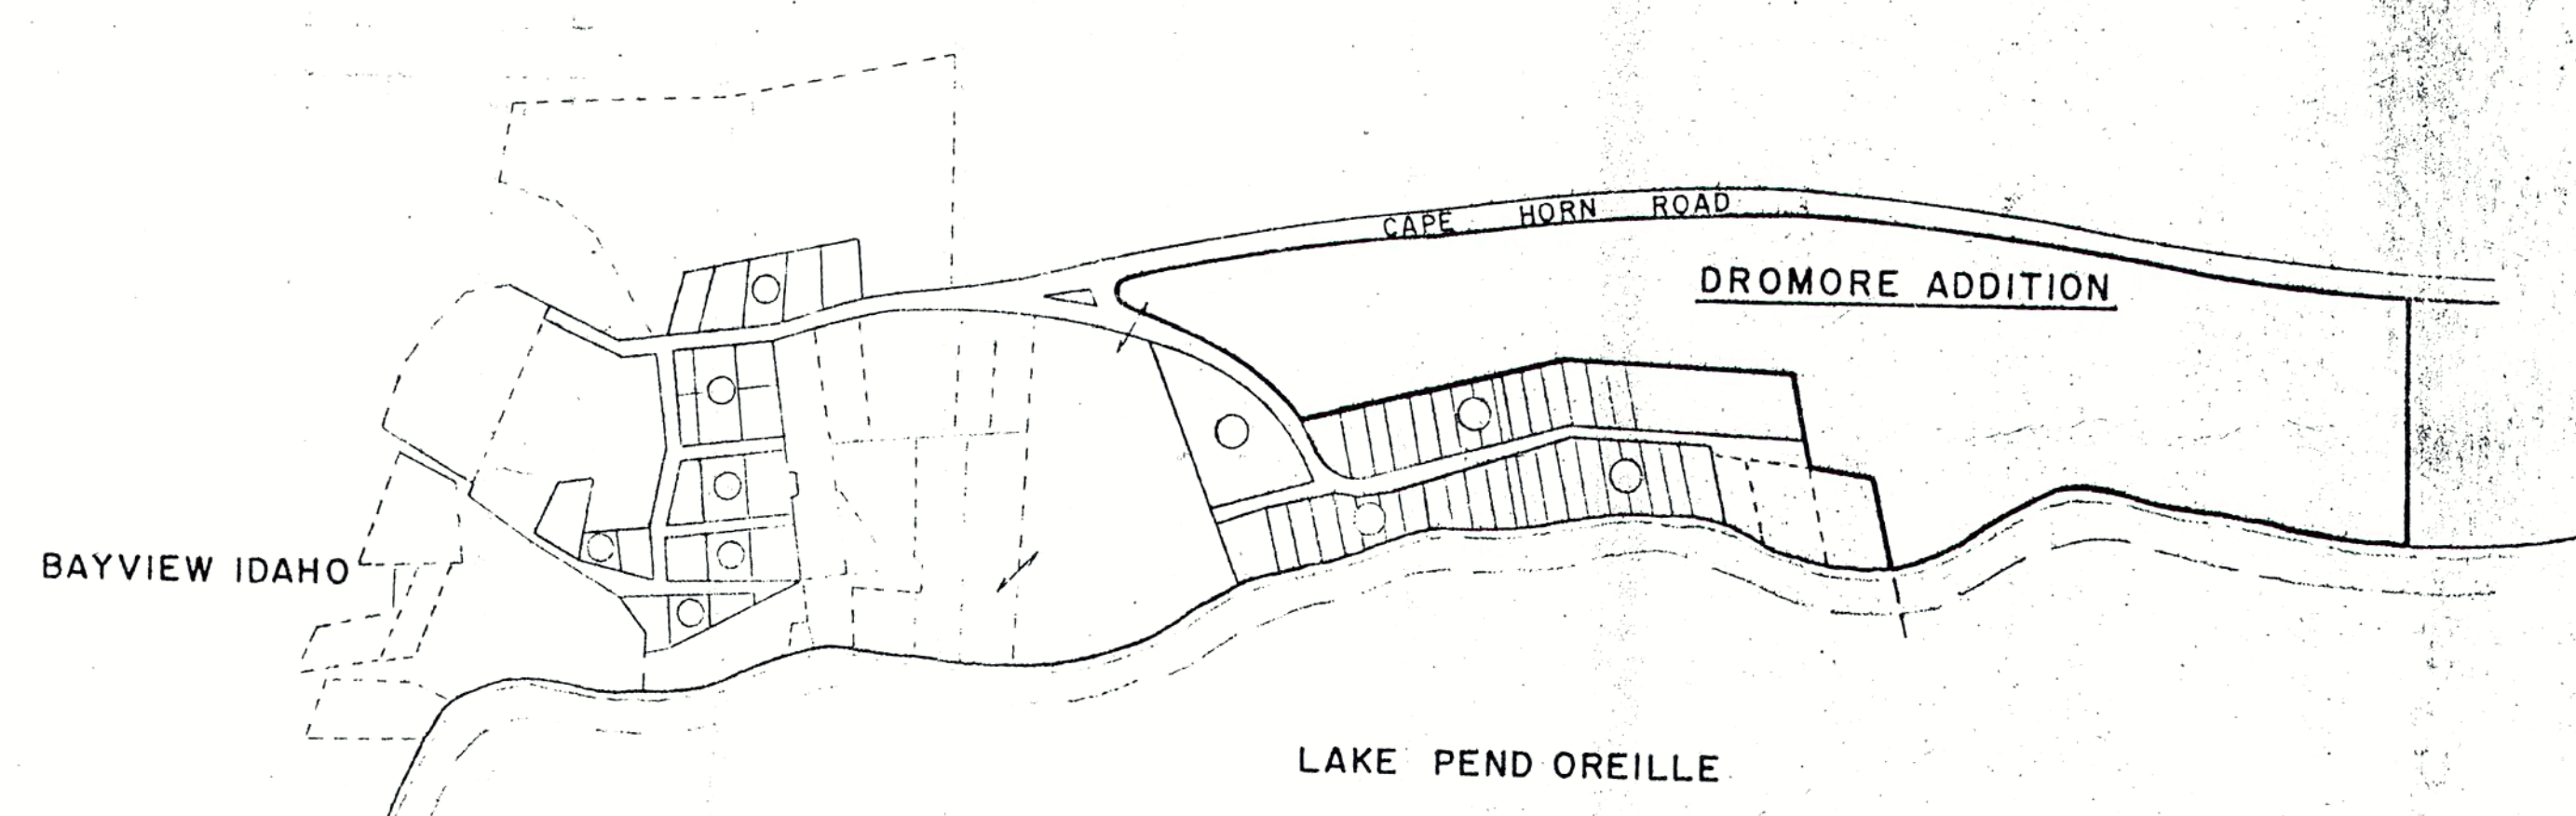 CAPE HORN ROAD
DROMORE ADDITION
BAYVIEW IDAHO
LAKE PEND OREILLE